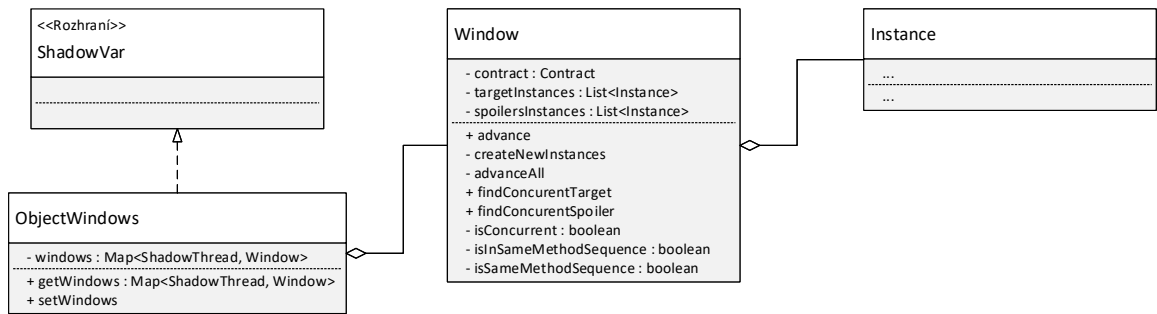 <<Rozhraní>>
ShadowVar
ObjectWindows
- windows : Map<ShadowThread, Window>
+ getWindows : Map<ShadowThread, Window>
+ setWindows
Window
- contract : Contract
- targetInstances : List<Instance>
- spoilersInstances : List<Instance>
+ advance
- createNewInstances
- advanceAll
+ findConcurentTarget
+ findConcurentSpoiler
- isConcurrent : boolean
- isInSameMethodSequence : boolean
- isSameMethodSequence : boolean
Instance
...
...